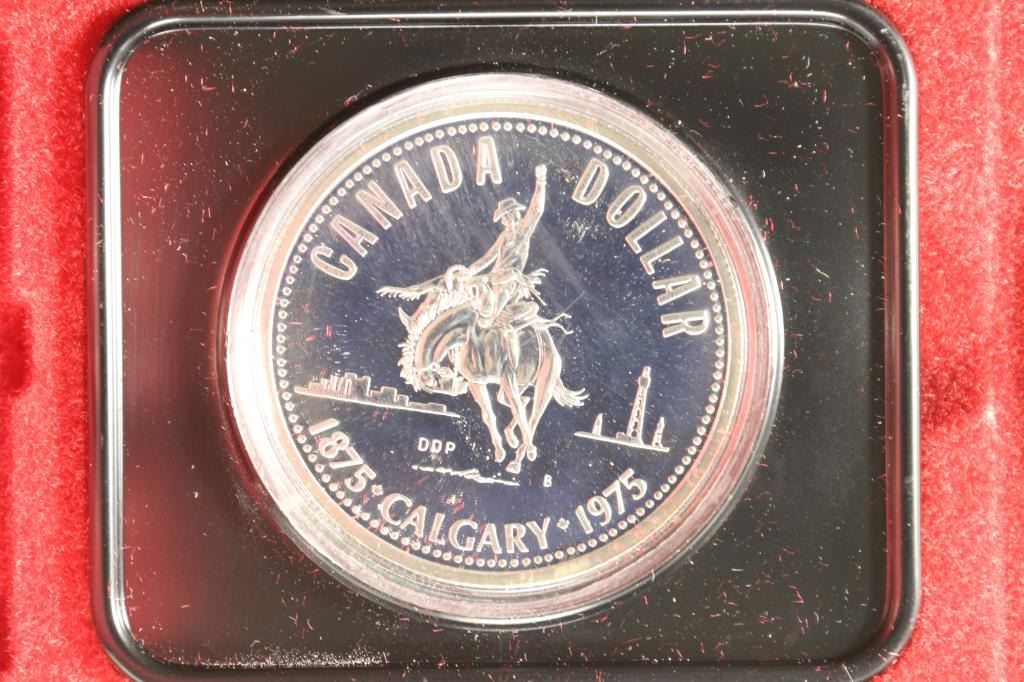 CANADA DOLLAR
DDP
B
1875 • CALGARY • 1975